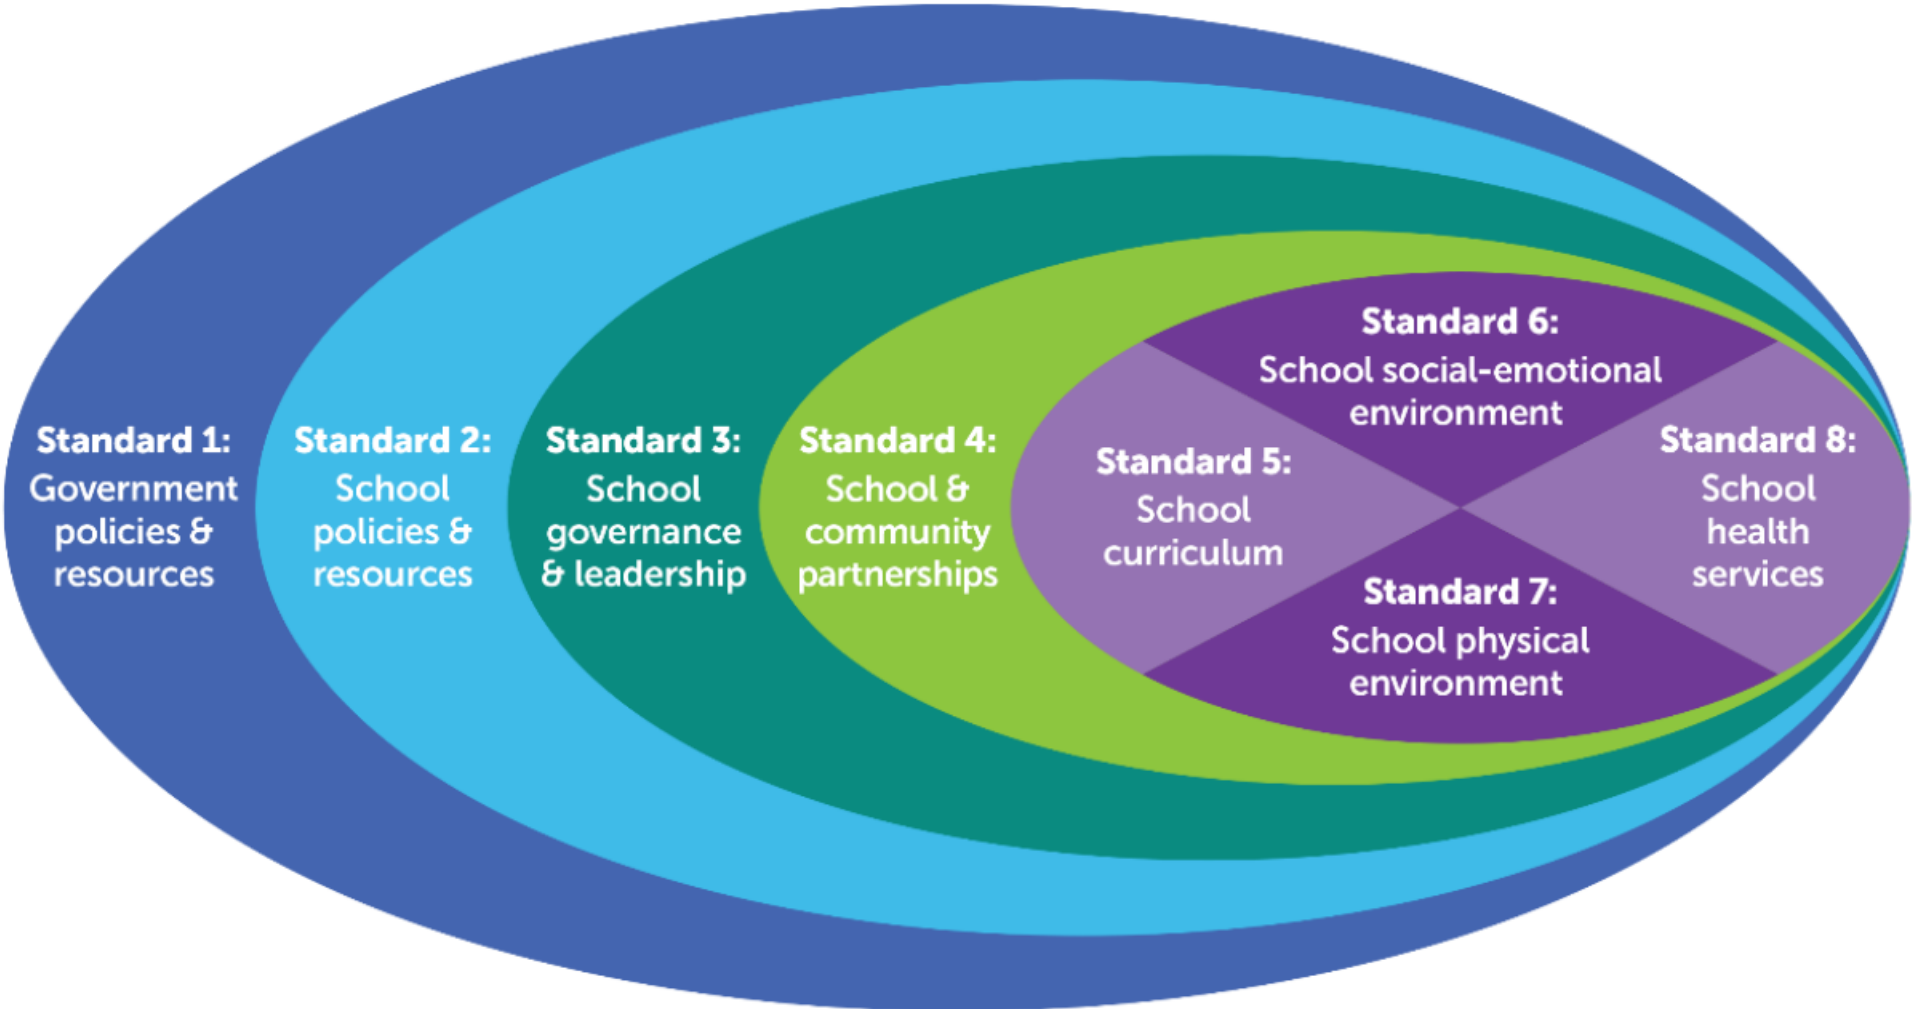 Standard 1:
Government
policies &
resources
Standard 2:
School
policies &
resources
Standard 3:
School
governance
& leadership
Standard 4:
School &
community
partnerships
Standard 5:
School
curriculum
Standard 6:
School social-emotional
environment
Standard 7:
School physical
environment
Standard 8:
School
health
services